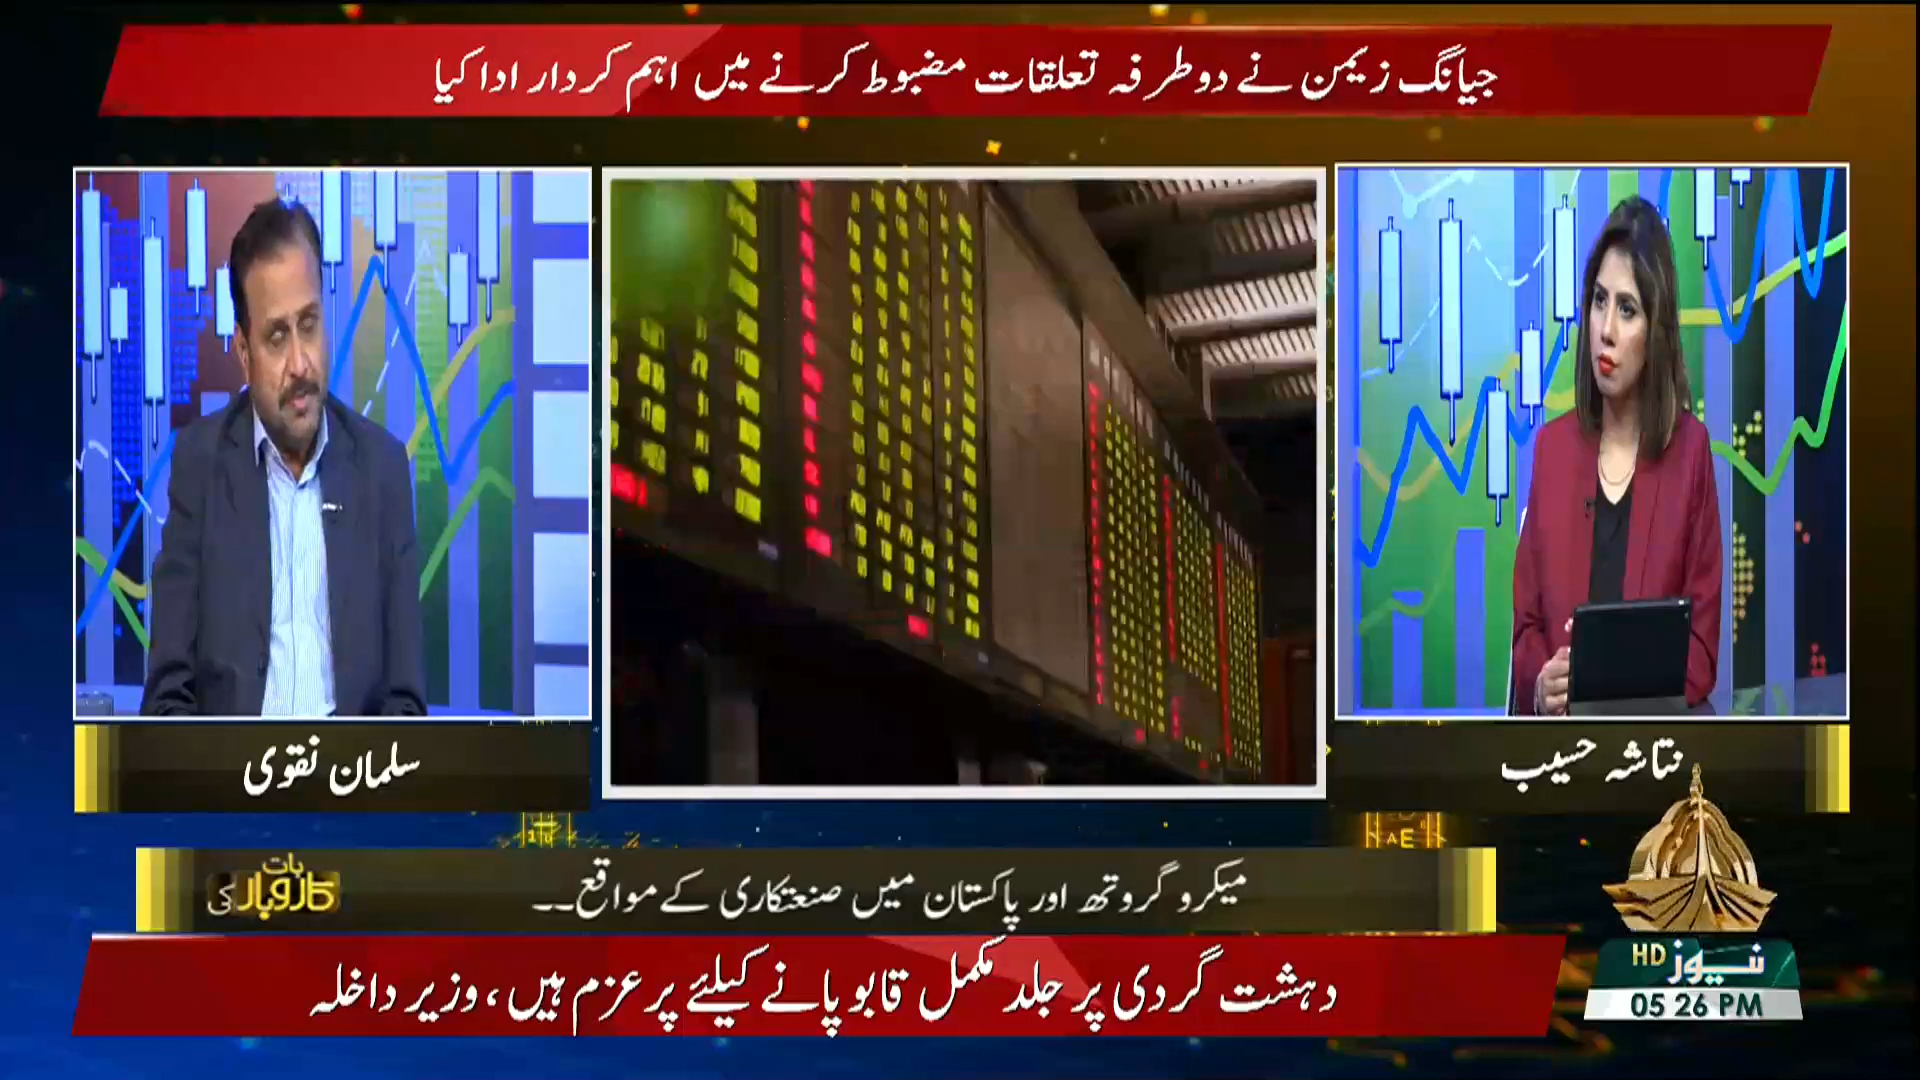 جیانگ زیمن نے دوطرفہ تعلقات مضبوط کرنے میں اہم کردار ادا کیا
سلمان نقوی
نتاشہ حسیب
میکرو گروتھ اور پاکستان میں صنعتکاری کے مواقع۔۔
بات کاروبار کی
دہشت گردی پر جلد مکمل قابو پانے کیلئے پرعزم ہیں، وزیر داخلہ
نیوز HD
05 26 PM